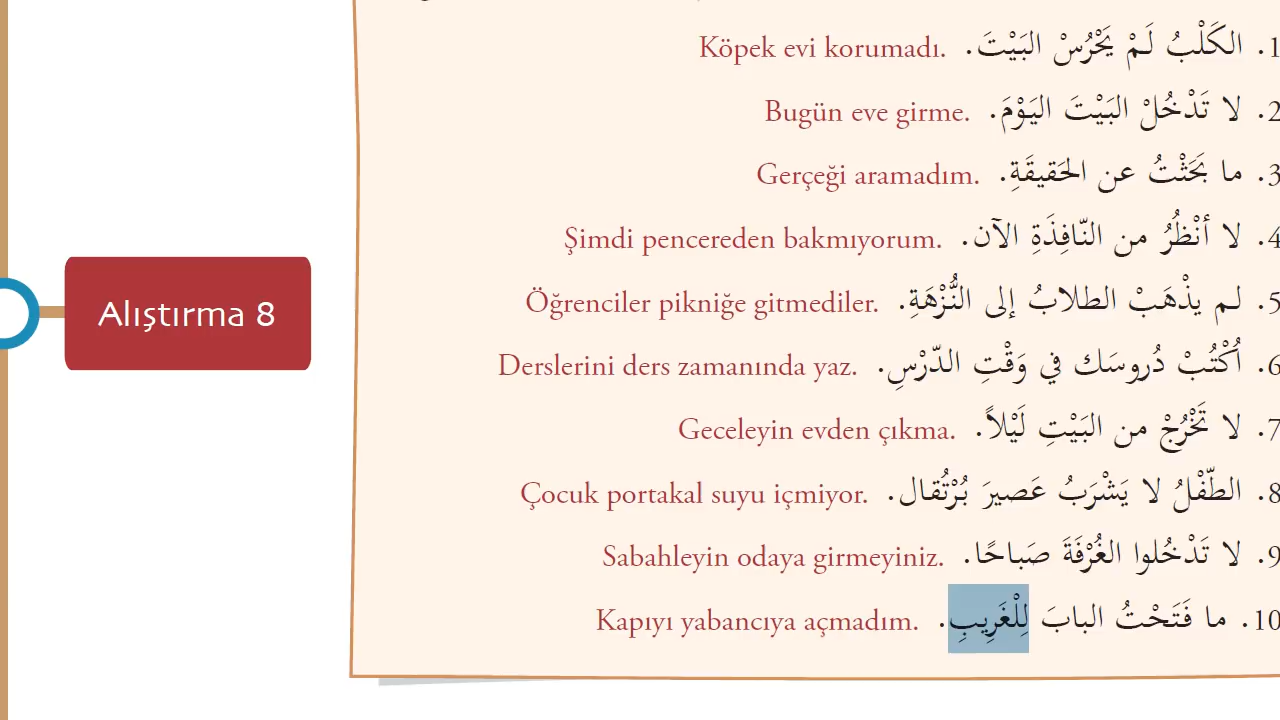 Alıştırma 8
1. الكَلْبُ لَمْ يَحْرُسْ البَيْتَ. Köpek evi korumadı.
2. لا تَدْخُلْ البَيْتَ اليَوْمَ. Bugün eve girme.
3. ما بَحَثْتُ عن الحَقيقَةِ. Gerçeği aramadım.
4. لا أنْظُرُ من النّافِذَةِ الآن. Şimdi pencereden bakmıyorum.
5. لم يذْهَبْ الطلابُ إلى النُّزْهَةِ. Öğrenciler pikniğe gitmediler.
6. اُكْتُبْ دُروسَك في وَقْتِ الدّرْسِ. Derslerini ders zamanında yaz.
7. لا تَخْرُجْ من البَيْتِ لَيْلاً. Geceleyin evden çıkma.
8. الطّفْلُ لا يَشْرَبُ عَصيرَ بُرْتُقال. Çocuk portakal suyu içmiyor.
9. لا تَدْخُلوا الغُرْفَةَ صَباحًا. Sabahleyin odaya girmeyiniz.
10. ما فَتَحْتُ البابَ لِلْغَرِيبِ. Kapıyı yabancıya açmadım.